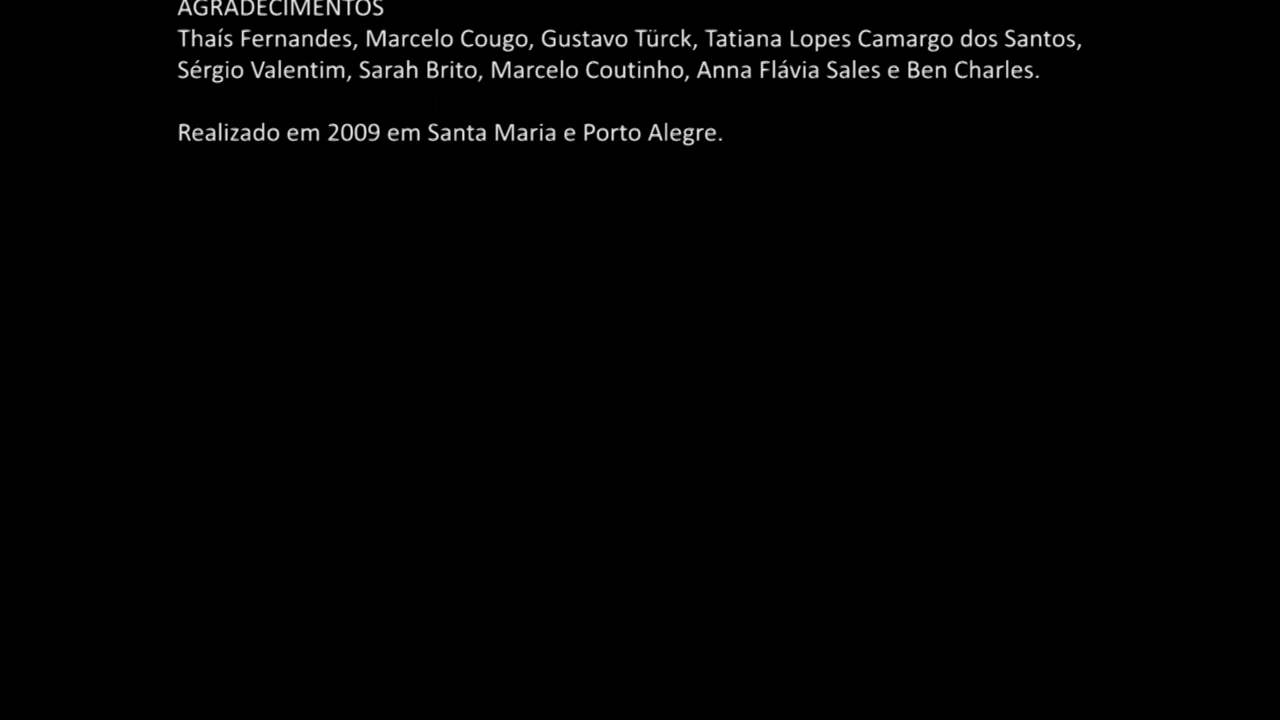 AGRADECIMENTOS
Thaís Fernandes, Marcelo Cougo, Gustavo Türck, Tatiana Lopes Camargo dos Santos,
Sérgio Valentim, Sarah Brito, Marcelo Coutinho, Anna Flávia Sales e Ben Charles.
Realizado em 2009 em Santa Maria e Porto Alegre.